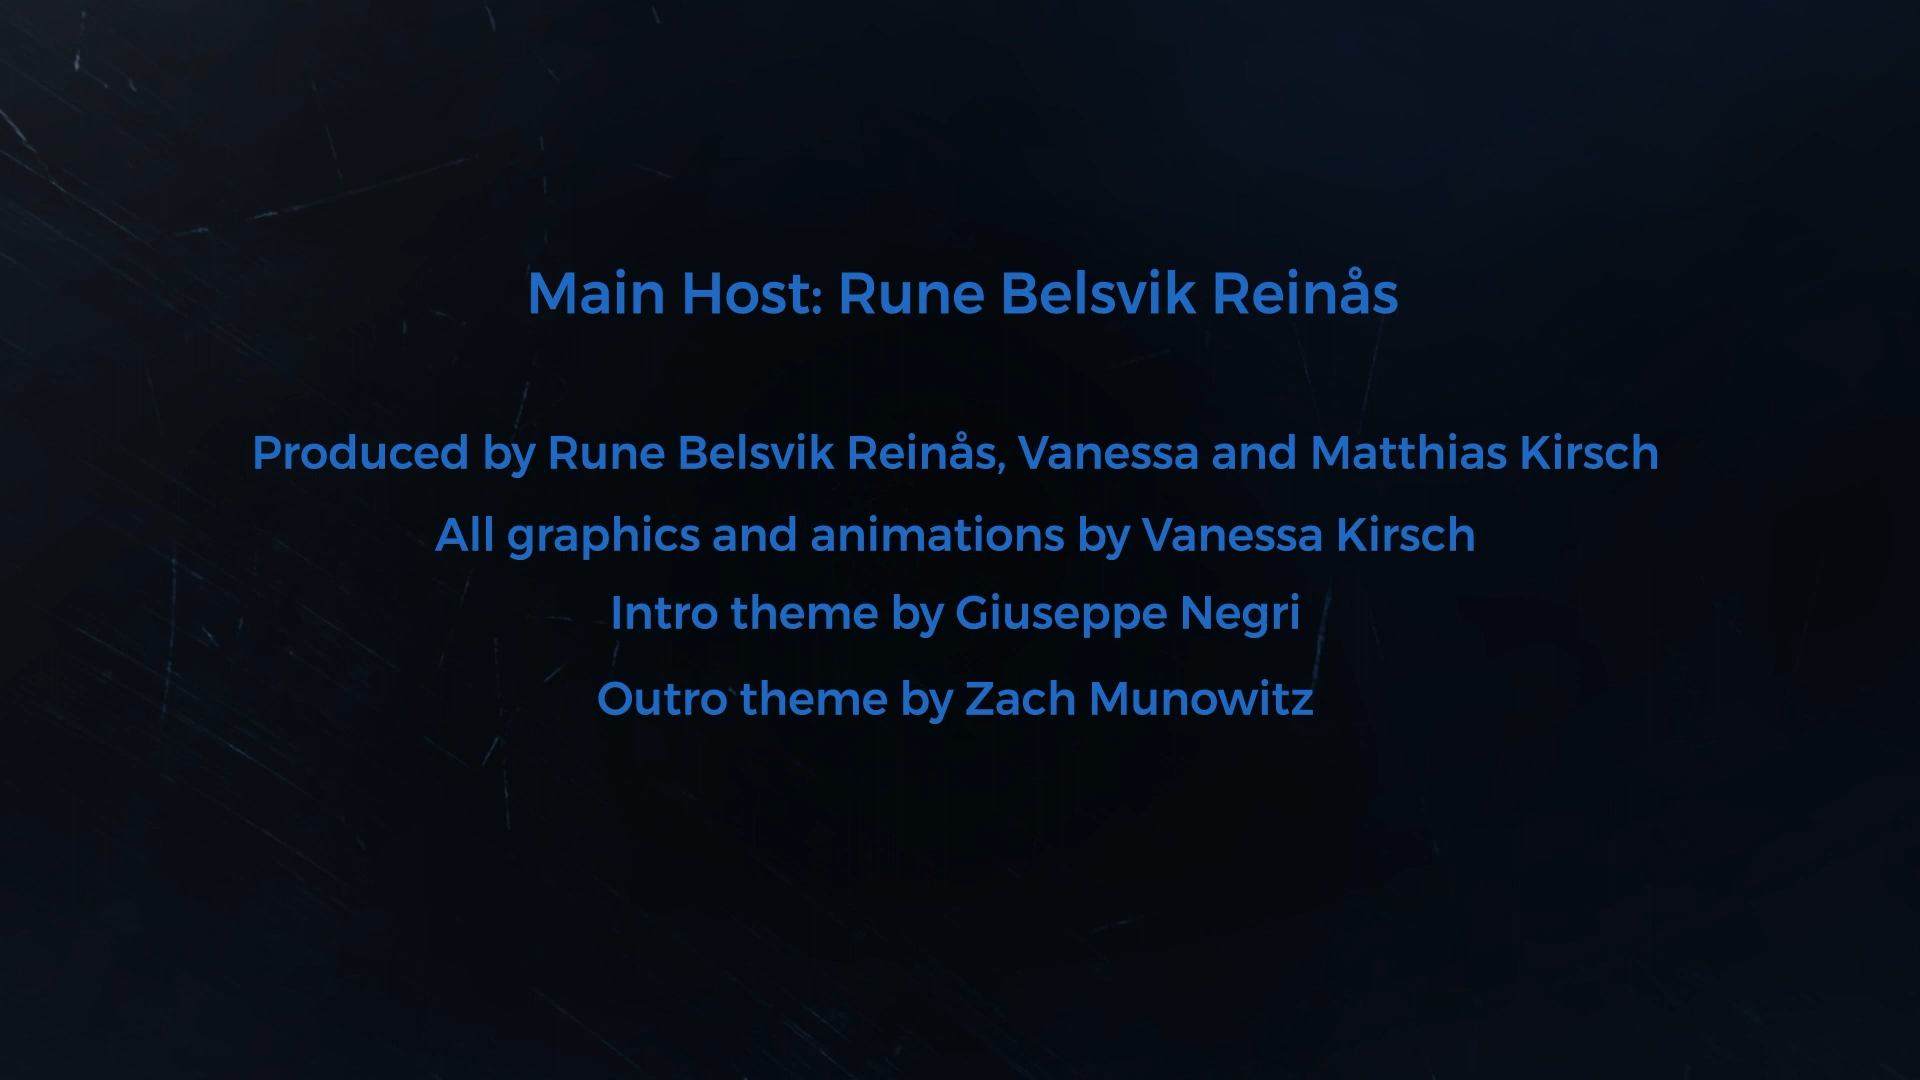 Main Host: Rune Belsvik Reinås
Produced by Rune Belsvik Reinås, Vanessa and Matthias Kirsch
All graphics and animations by Vanessa Kirsch
Intro theme by Giuseppe Negri
Outro theme by Zach Munowitz